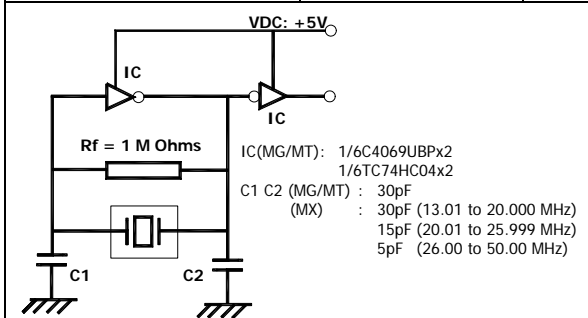 VDC: +5V
IC
IC
Rf = 1 M Ohms
IC(MG/MT): 1/6C4069UBPx2
1/6TC74HC04x2
C1 C2 (MG/MT) : 30pF
(MX) : 30pF (13.01 to 20.000 MHz)
15pF (20.01 to 25.999 MHz)
5pF (26.00 to 50.00 MHz)
C1
C2